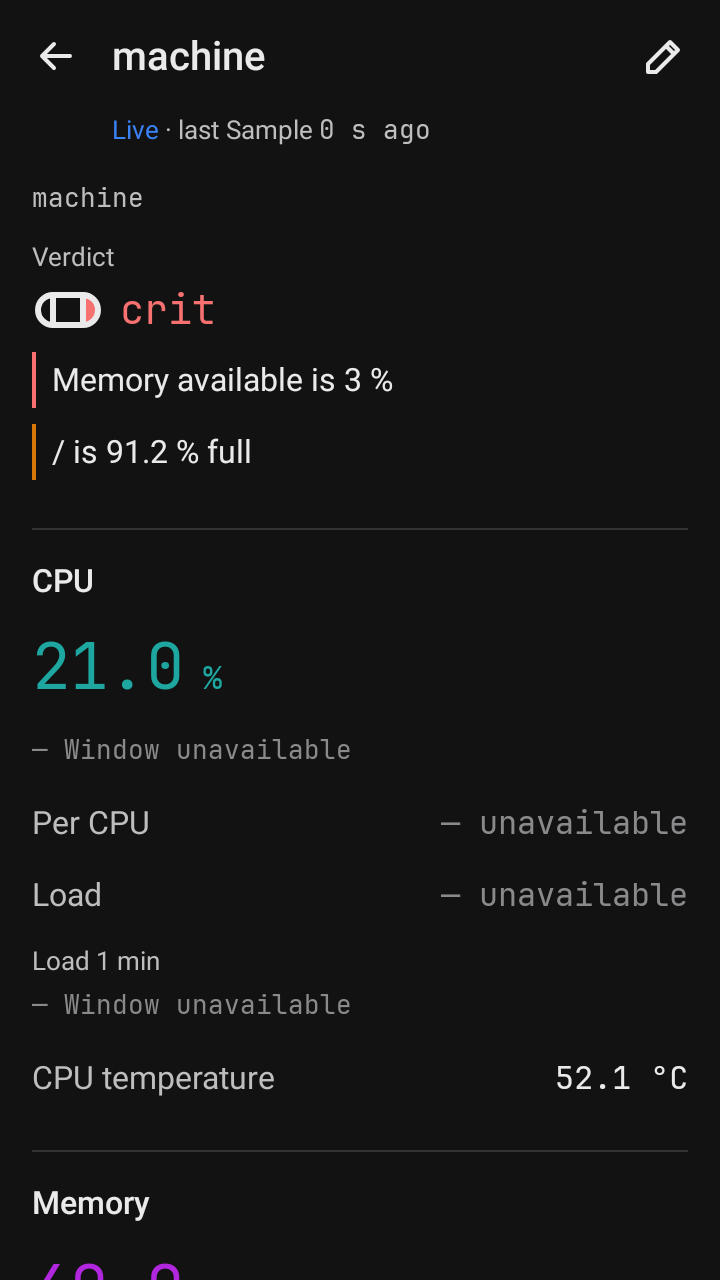 machine
Live · last Sample 0 s ago
machine
Verdict
crit
Memory available is 3 %
/ is 91.2 % full
CPU
21.0 %
— Window unavailable
Per CPU — unavailable
Load — unavailable
Load 1 min
— Window unavailable
CPU temperature 52.1 °C
Memory